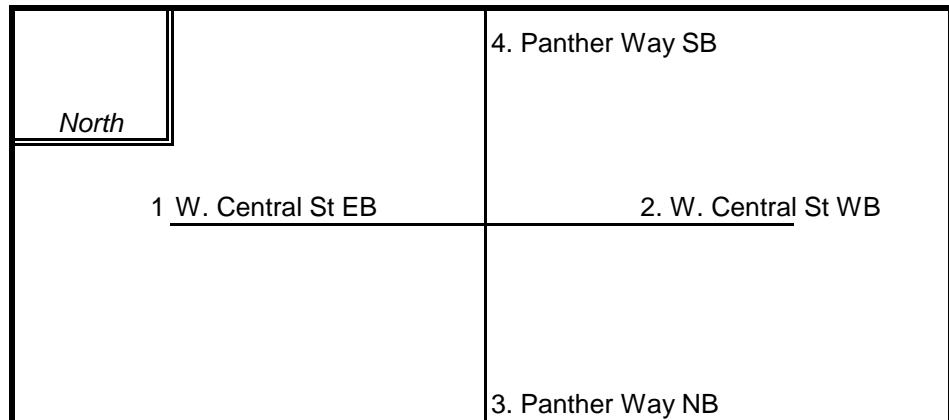 4. Panther Way SB
North
1 W. Central St EB
2. W. Central St WB
3. Panther Way NB